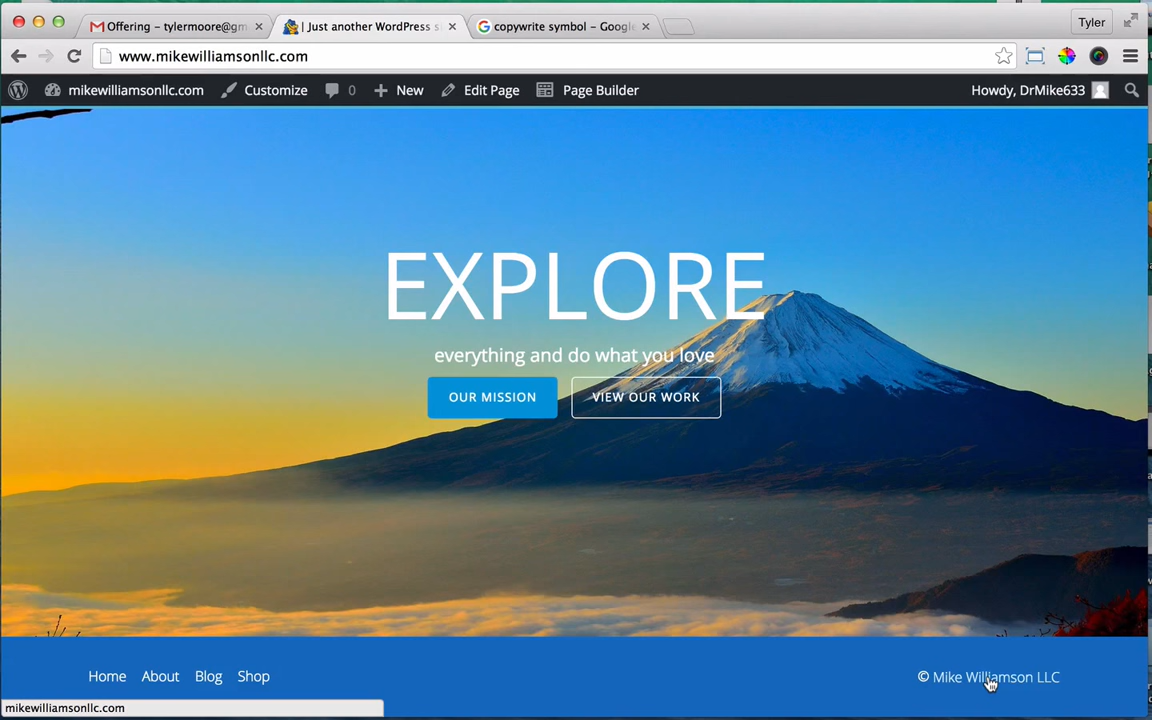 Offering - tylermoore@gm
| Just another WordPress s
copywrite symbol - Googl
Tyler
www.mikewilliamsonllc.com
mikewilliamsonllc.com
Customize
0
New
Edit Page
Page Builder
Howdy, DrMike633
EXPLORE
everything and do what you love
OUR MISSION
VIEW OUR WORK
Home
About
Blog
Shop
© Mike Williamson LLC
mikewilliamsonllc.com